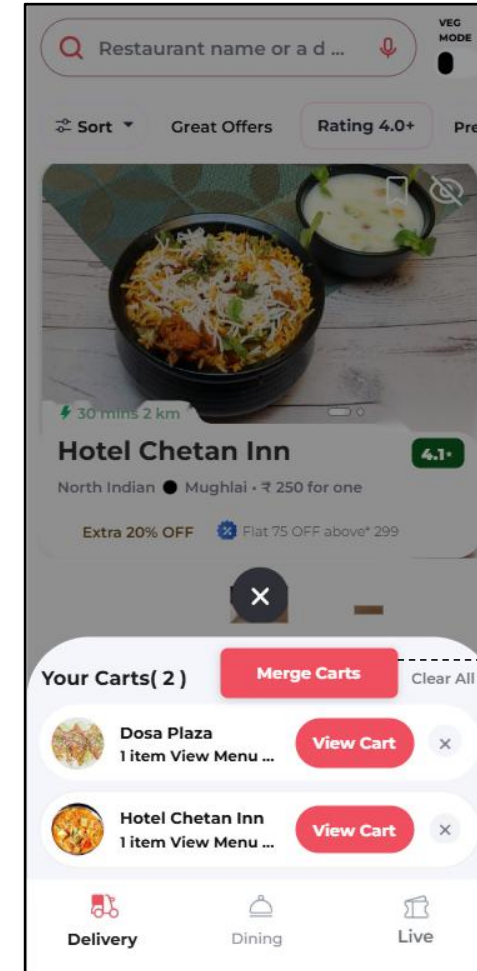 VEG
MODE
Restaurant name or a d ...
Sort
Great Offers
Rating 4.0+
Pre
30 mins 2 km
Hotel Chetan Inn
4.1
North Indian ● Mughlai • ₹ 250 for one
Extra 20% OFF
Flat 75 OFF above* 299
Your Carts( 2 )
Merge Carts
Clear All
Dosa Plaza
1 item View Menu ...
View Cart
Hotel Chetan Inn
1 item View Menu ...
View Cart
Delivery
Dining
Live